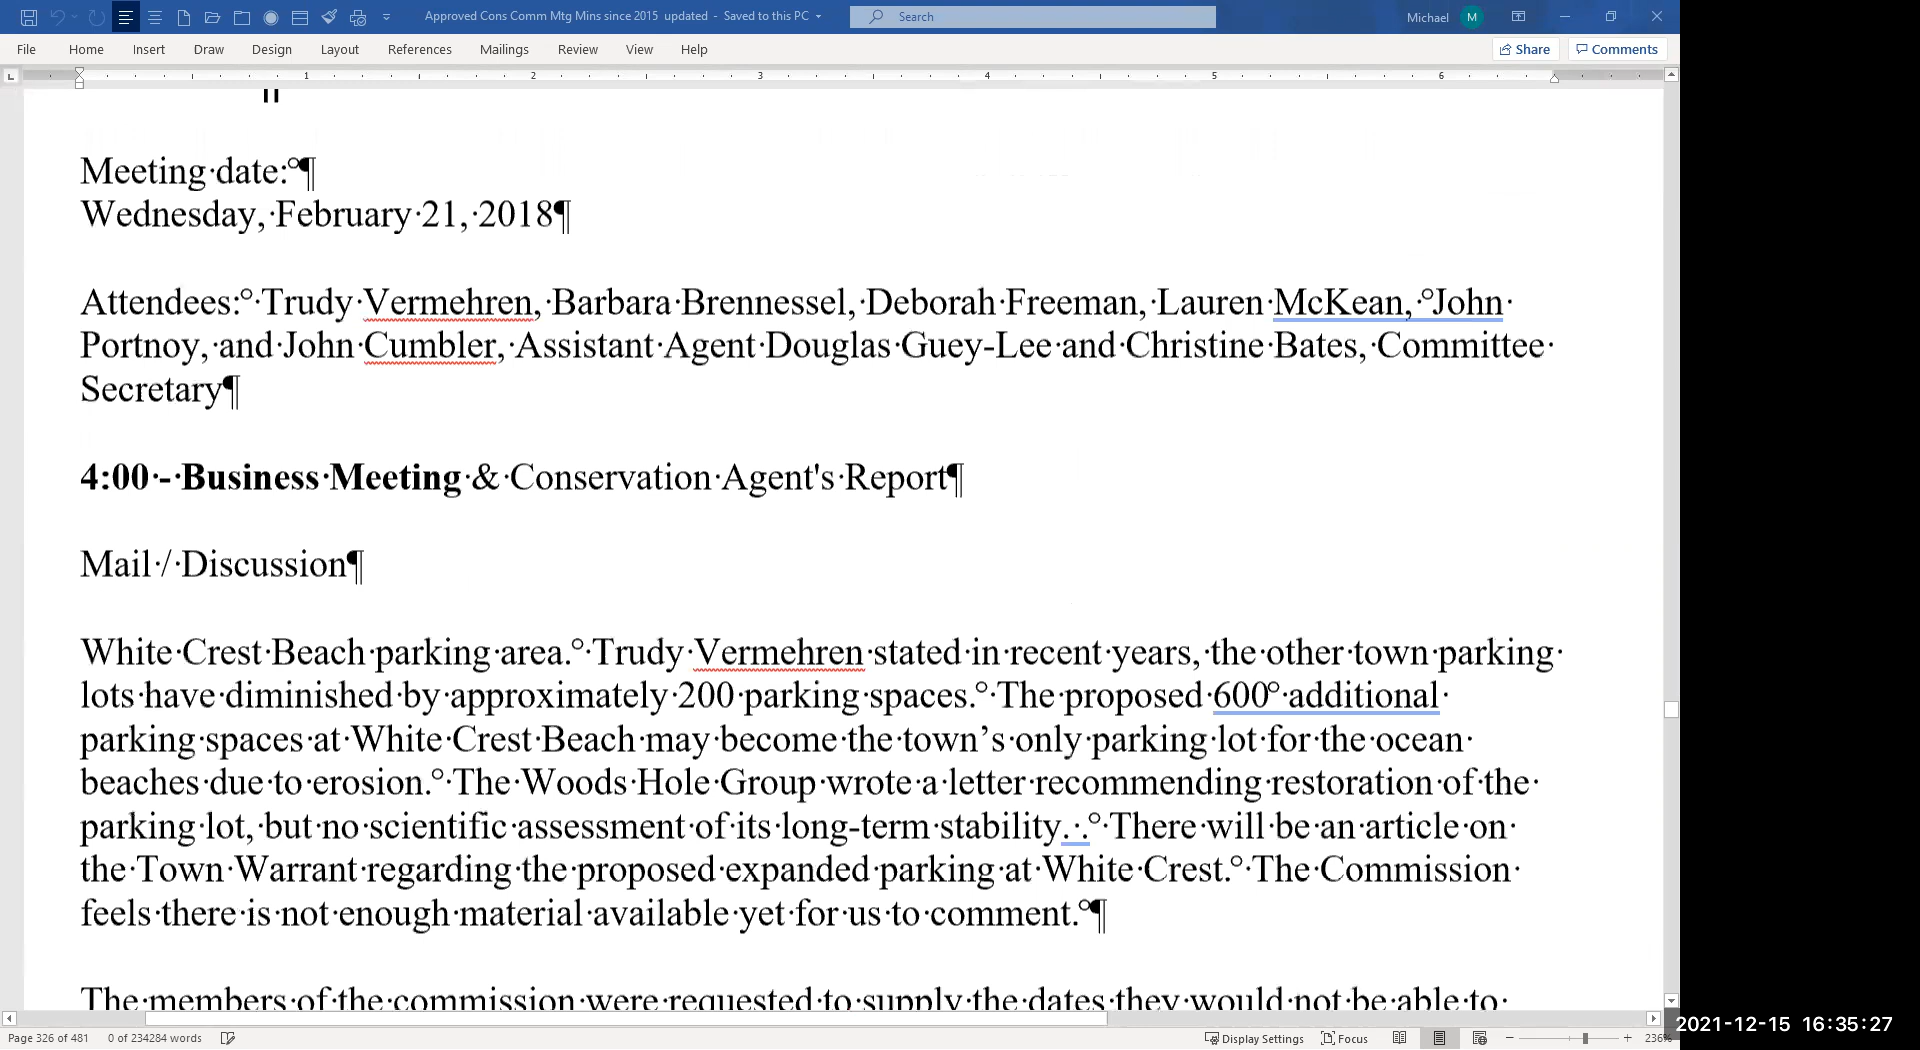 Approved Cons Comm Mtg Mins since 2015 updated - Saved to this PC
Search
Michael
M
File Home Insert Draw Design Layout References Mailings Review View Help
Share
Comments
1 2 3 4 5 6
Meeting date:
Wednesday, February 21, 2018
Attendees: Trudy Vermehren, Barbara Brennessel, Deborah Freeman, Lauren McKean, John
Portnoy, and John Cumbler, Assistant Agent Douglas Guey-Lee and Christine Bates, Committee
Secretary
4:00 - Business Meeting & Conservation Agent's Report
Mail / Discussion
White Crest Beach parking area. Trudy Vermehren stated in recent years, the other town parking
lots have diminished by approximately 200 parking spaces. The proposed 600 additional
parking spaces at White Crest Beach may become the town’s only parking lot for the ocean
beaches due to erosion. The Woods Hole Group wrote a letter recommending restoration of the
parking lot, but no scientific assessment of its long-term stability. . There will be an article on
the Town Warrant regarding the proposed expanded parking at White Crest. The Commission
feels there is not enough material available yet for us to comment.
The members of the commission were requested to supply the dates they would not be able to
Page 326 of 481 0 of 234284 words
Display Settings Focus
236%
2021-12-15 16:35:27